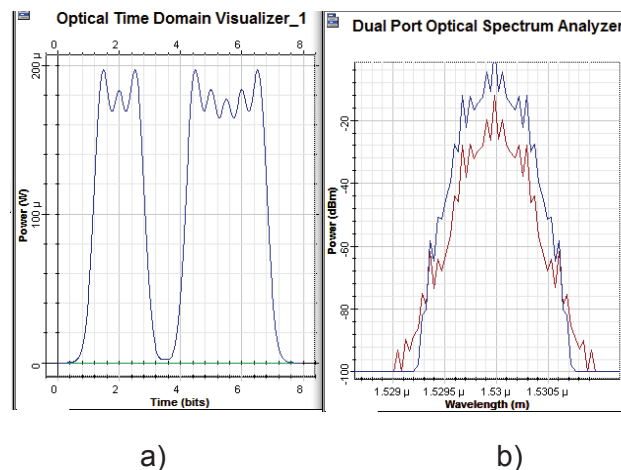 Optical Time Domain Visualizer_1
0 2 4 6 8
Power (W)
200 μ
100 μ
0
0 2 4 6 8
Time (bits)
a)
Dual Port Optical Spectrum Analyzer
Power (dBm)
-20
-40
-60
-80
-100
1.529 μ 1.5295 μ 1.53 μ 1.5305 μ
Wavelength (m)
b)